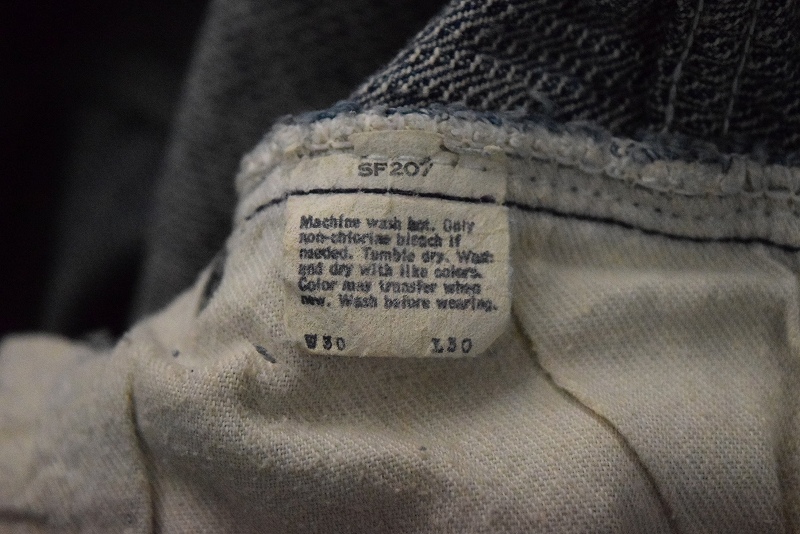 SF207
Machine wash hot. Only
non-chlorine bleach if
needed. Tumble dry. Wash
and dry with like colors.
Color may transfer when
new. Wash before wearing.
W30 L30